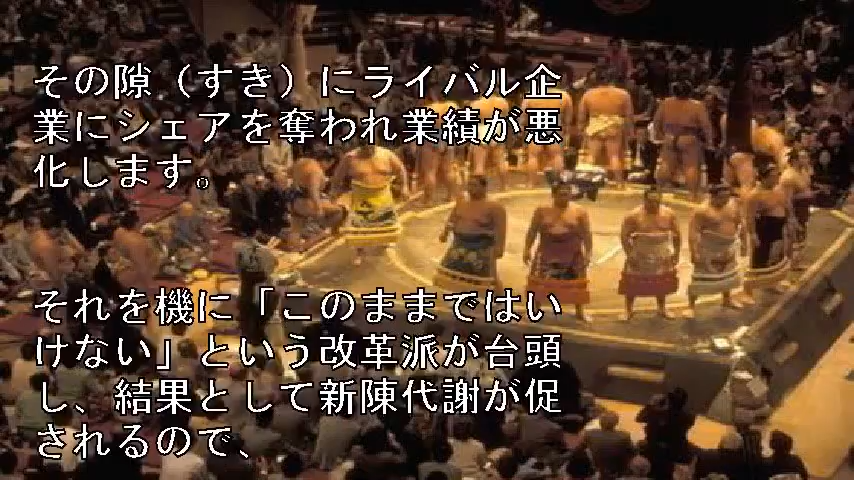 その隙（すき）にライバル企
業にシェアを奪われ業績が悪
化します。
それを機に「このままではい
けない」という改革派が台頭
し、結果として新陳代謝が促
されるので、